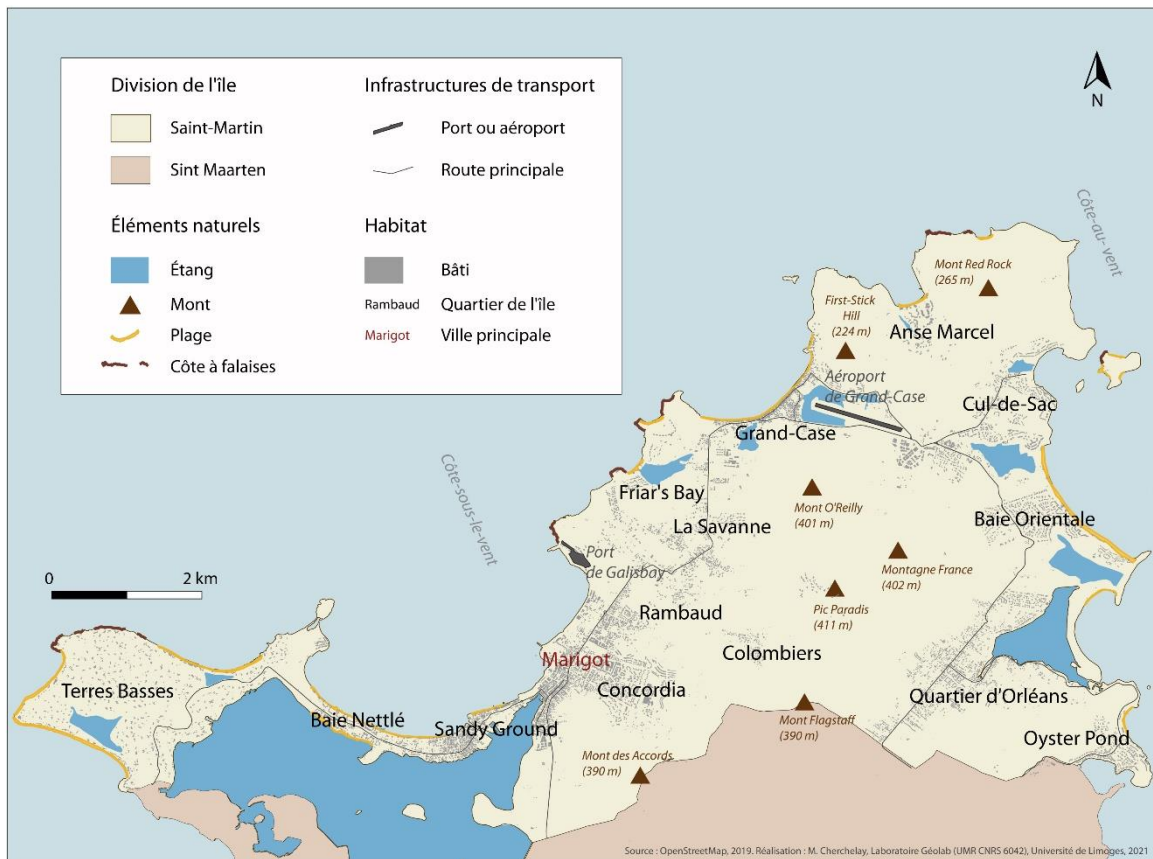 Division de l'île
Saint-Martin
Sint Maarten
Éléments naturels
Étang
Mont
Plage
Côte à falaises
Infrastructures de transport
Port ou aéroport
Route principale
Habitat
Bâti
Rambaud
Quartier de l'île
Marigot
Ville principale
N
Côte-au-vent
Mont Red Rock
(265 m)
First-Stick
Hill
(224 m)
Anse Marcel
Aéroport
de Grand-Case
Cul-de-Sac
Grand-Case
Côte-sous-le-vent
Friar's Bay
Mont O'Reilly
(401 m)
La Savanne
Baie Orientale
Port
de Galisbay
Montagne France
(402 m)
0 2 km
Pic Paradis
(411 m)
Rambaud
Marigot
Colombiers
Terres Basses
Concordia
Quartier d'Orléans
Baie Nettlé
Sandy Ground
Mont Flagstaff
(390 m)
Oyster Pond
Mont des Accords
(390 m)
Source : OpenStreetMap, 2019. Réalisation : M. Cherchelay, Laboratoire Géolab (UMR CNRS 6042), Université de Limoges, 2021